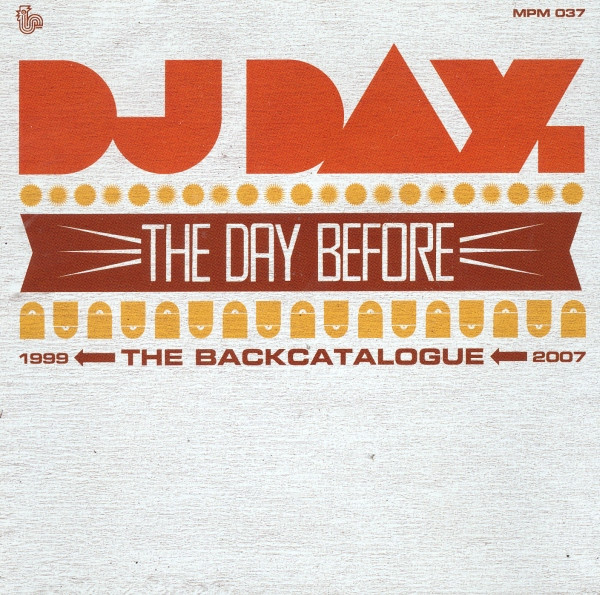 MPM 037
DJ DAY.
THE DAY BEFORE
1999 THE BACKCATALOGUE 2007